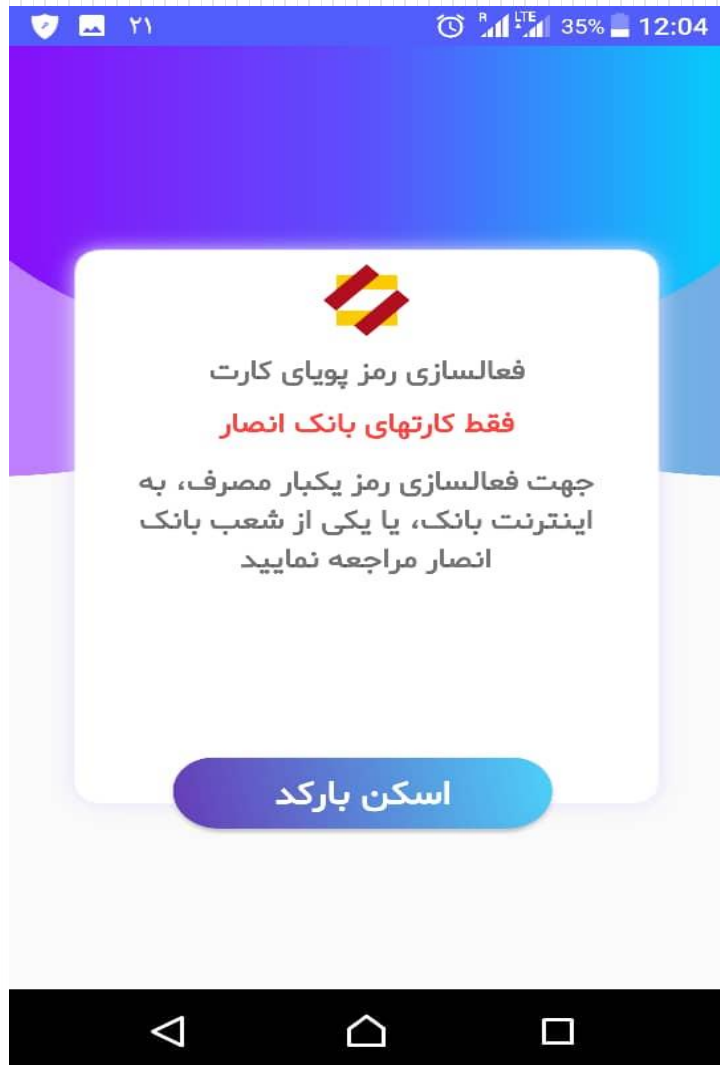 ۲۱ R LTE 35% 12:04
فعالسازی رمز پویای کارت
فقط کارتهای بانک انصار
جهت فعالسازی رمز یکبار مصرف، به
اینترنت بانک، یا یکی از شعب بانک
انصار مراجعه نمایید
اسکن بارکد